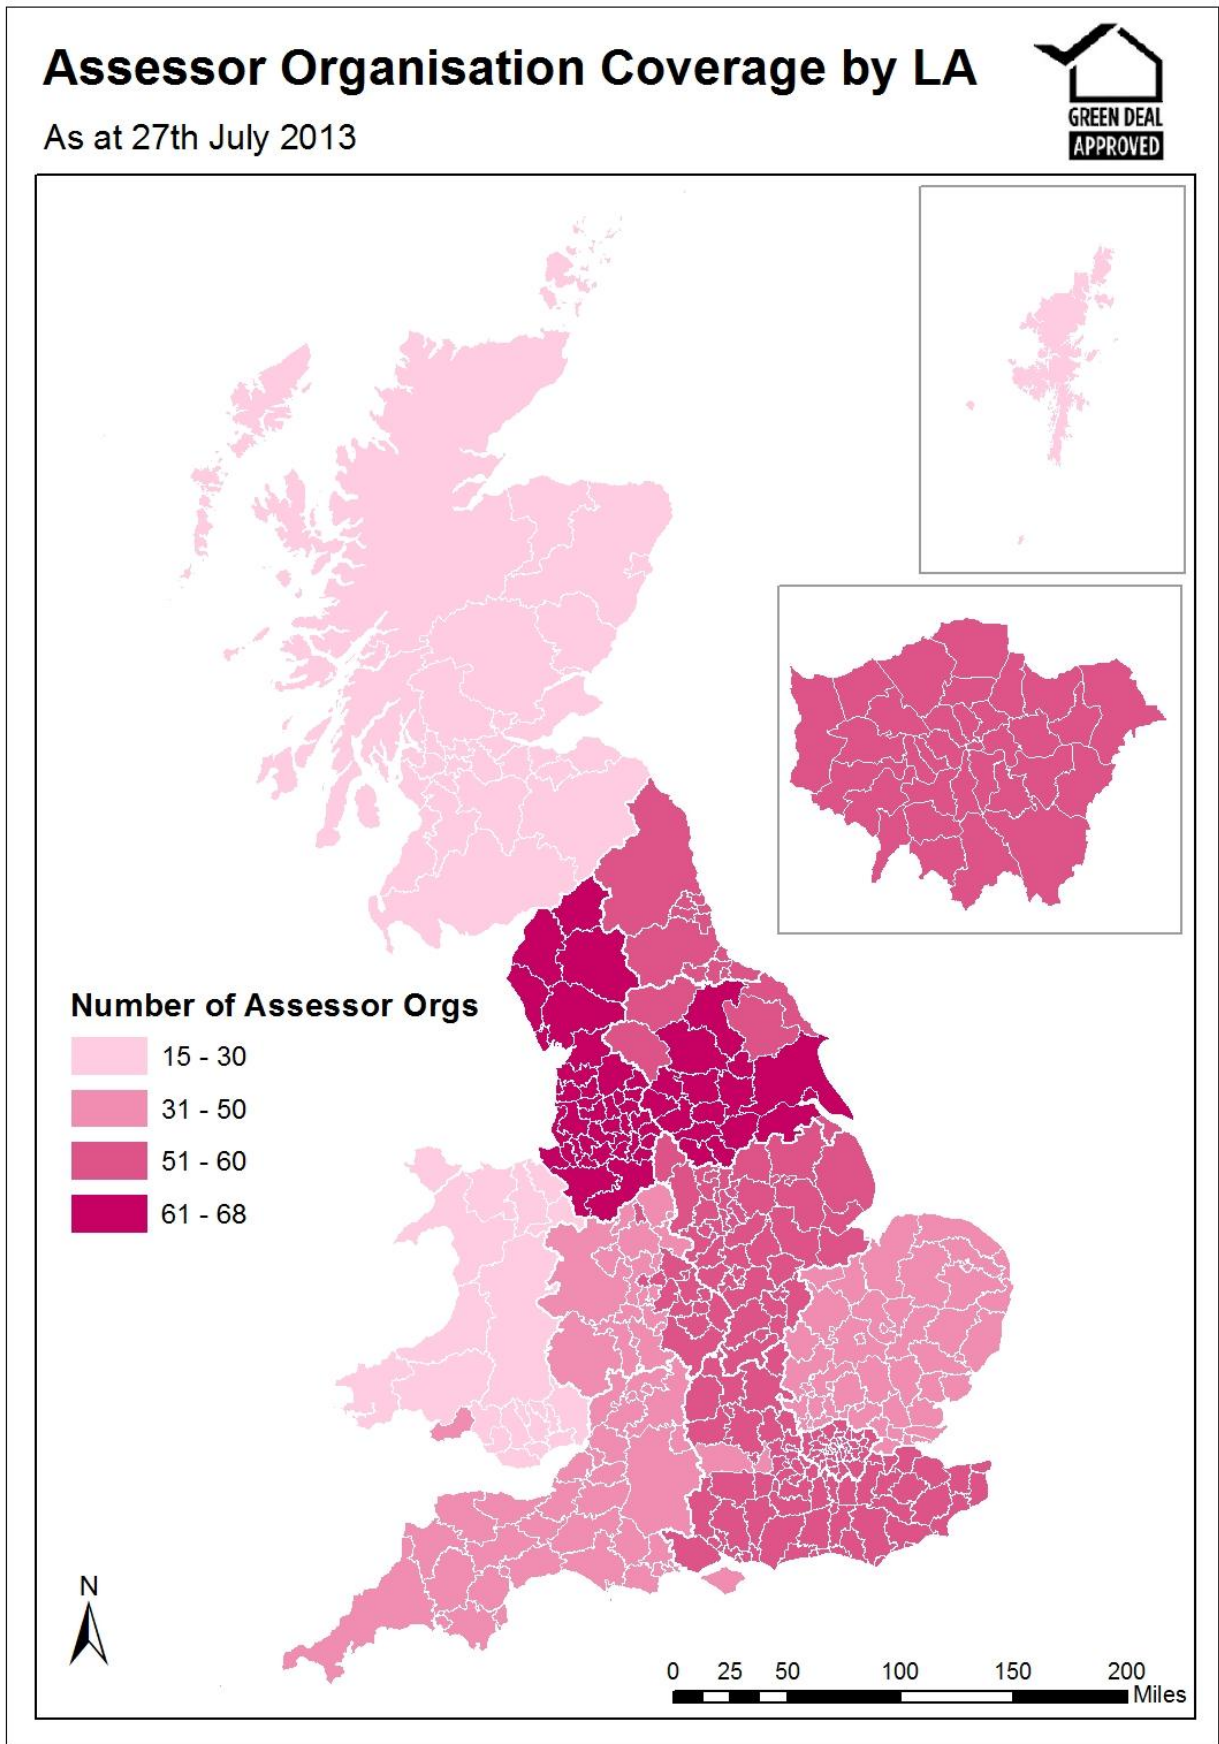 Assessor Organisation Coverage by LA
As at 27th July 2013
GREEN DEAL
APPROVED
Number of Assessor Orgs
15 - 30
31 - 50
51 - 60
61 - 68
N
0 25 50 100 150 200
Miles